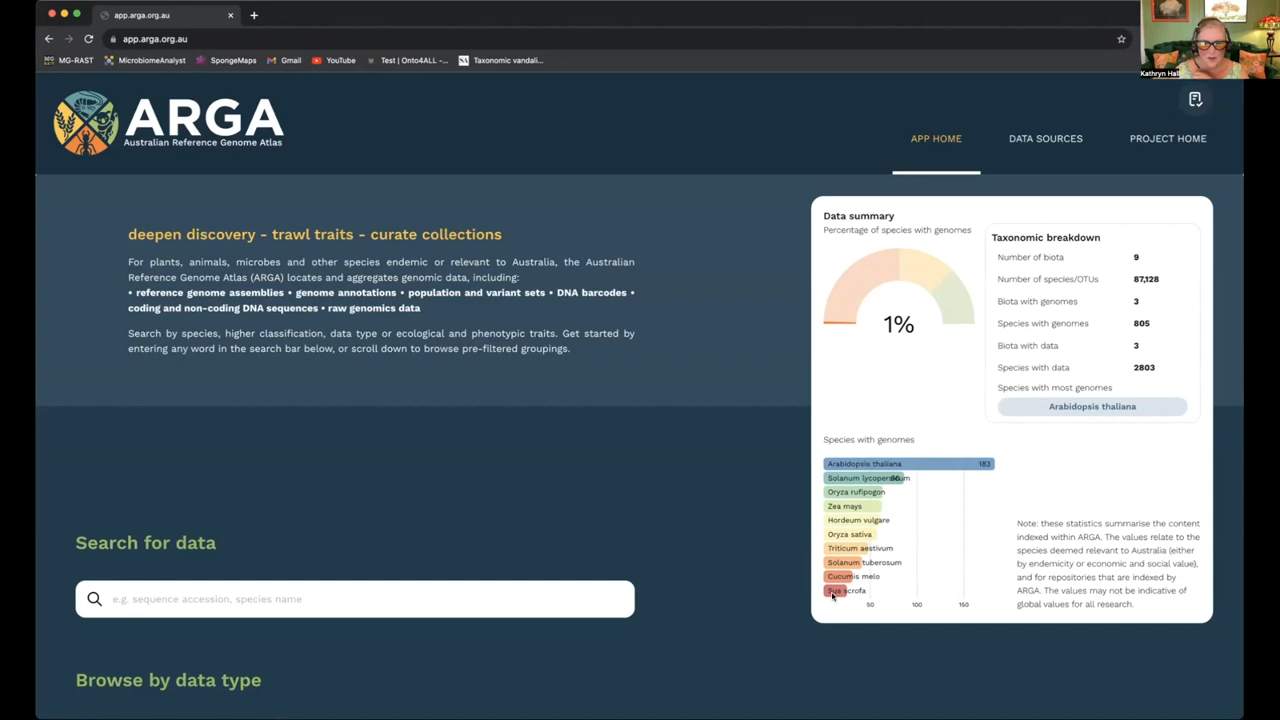 app.arga.org.au
app.arga.org.au
MG-RAST
MicrobiomeAnalyst
SpongeMaps
Gmail
YouTube
Test | Onto4ALL -...
Taxonomic vandali...
Kathryn Hall
ARGA
Australian Reference Genome Atlas
APP HOME
DATA SOURCES
PROJECT HOME
deepen discovery - trawl traits - curate collections
For plants, animals, microbes and other species endemic or relevant to Australia, the Australian
Reference Genome Atlas (ARGA) locates and aggregates genomic data, including:
• reference genome assemblies • genome annotations • population and variant sets • DNA barcodes •
coding and non-coding DNA sequences • raw genomics data
Search by species, higher classification, data type or ecological and phenotypic traits. Get started by
entering any word in the search bar below, or scroll down to browse pre-filtered groupings.
Search for data
e.g. sequence accession, species name
Browse by data type
Data summary
Percentage of species with genomes
1%
Taxonomic breakdown
Number of biota 9
Number of species/OTUs 87,128
Biota with genomes 3
Species with genomes 805
Biota with data 3
Species with data 2803
Species with most genomes
Arabidopsis thaliana
Species with genomes
Arabidopsis thaliana 183
Solanum lycopersicum
Oryza rufipogon
Zea mays
Hordeum vulgare
Oryza sativa
Triticum aestivum
Solanum tuberosum
Cucumis melo
Sus scrofa
50 100 150
Note: these statistics summarise the content
indexed within ARGA. The values relate to the
species deemed relevant to Australia (either
by endemicity or economic and social value),
and for repositories that are indexed by
ARGA. The values may not be indicative of
global values for all research.